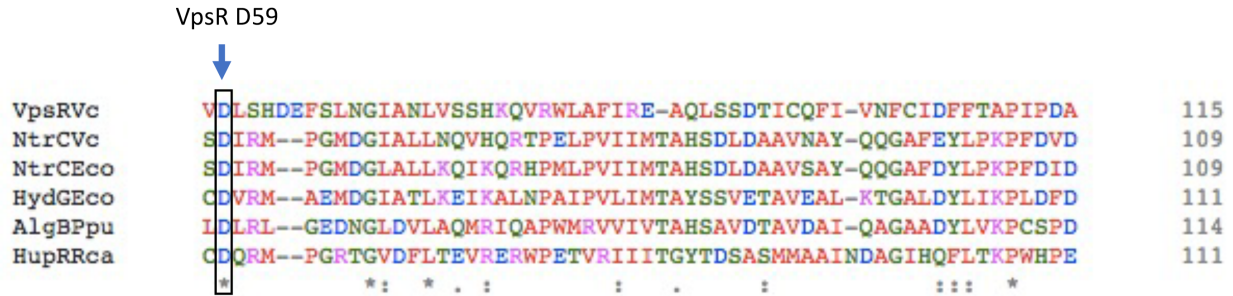 VpsR D59
VpsRVc VDLSHDEFSLNGIANLVSSHKQVRWLAFIRE-AQLSSDTICQFI-VNFCIDFFTAPIPDA 115
NtrCVc SDIRM--PGMDGIALLNQVHQRTPELPVIIMTAHSDLDAAVNAY-QQGAFEYLPKPFDVD 109
NtrCEco SDIRM--PGMDGLALLKQIKQRHPMLPVIIMTAHSDLDAAVSAY-QQGAFDYLPKPFDID 109
HydGEco CDVRM--AEMDGIATLKEIKALNPAIPVLIMTAYSSVETAVEAL-KTGALDYLIKPLDFD 111
AlgBPpu LDLRL--GEDNGLDVLAQMRIQAPWMRVVIVTAHSAVDTAVDAI-QAGAADYLVKPCSPD 114
HupRRca CDQRM--PGRTGVDFLTEVRERWPETVRIIITGYTDSASMMAAINDAGIHQFLTKPWHPE 111
* *: * . : : . : ::: *